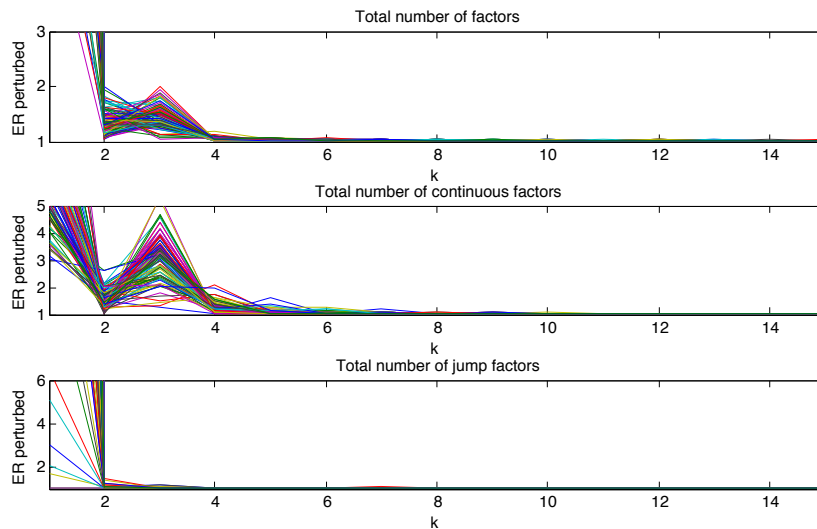 Total number of factors
3
2
1
ER perturbed
2 4 6 8 10 12 14
k
Total number of continuous factors
5
4
3
2
1
ER perturbed
2 4 6 8 10 12 14
k
Total number of jump factors
6
4
2
ER perturbed
2 4 6 8 10 12 14
k